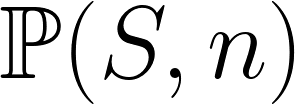 ℙ(S, n)